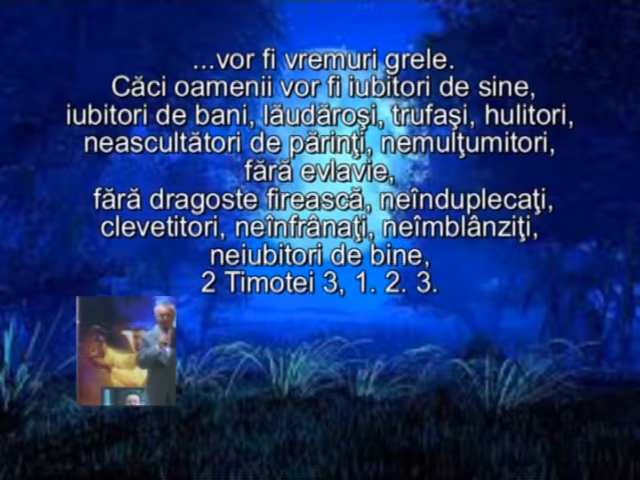 ...vor fi vremuri grele.
Căci oamenii vor fi iubitori de sine,
iubitori de bani, lăudăroşi, trufaşi, hulitori,
neascultători de părinţi, nemulţumitori,
fără evlavie,
fără dragoste firească, neînduplecaţi,
clevetitori, neînfrânaţi, neîmblânziţi,
neiubitori de bine,
2 Timotei 3, 1. 2. 3.